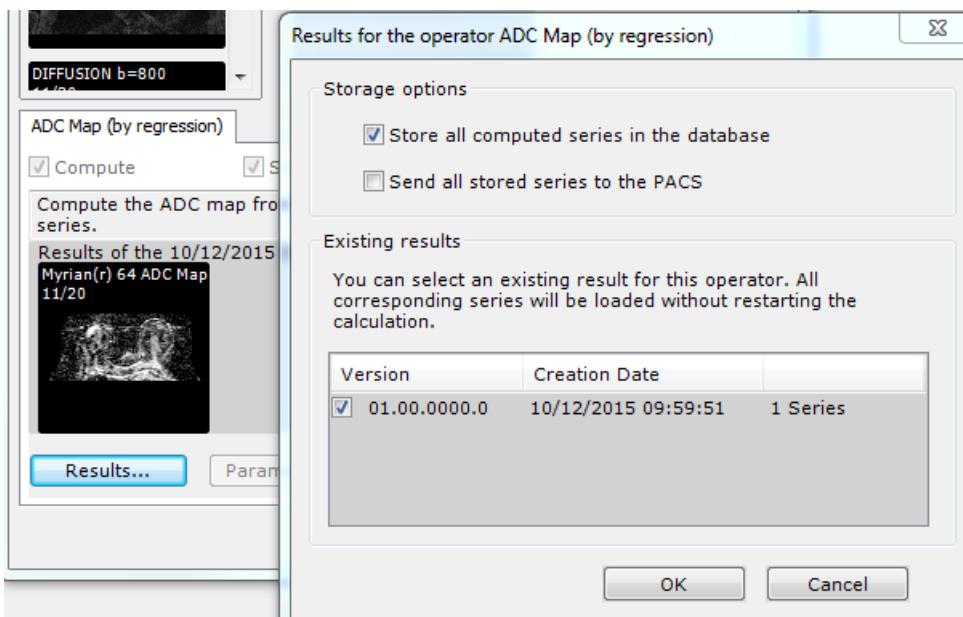 DIFFUSION b=800
ADC Map (by regression)
Compute
Compute the ADC map fro
series.
Results of the 10/12/2015
Myrian(r) 64 ADC Map
11/20
Results...
Param
Results for the operator ADC Map (by regression)
Storage options
Store all computed series in the database
Send all stored series to the PACS
Existing results
You can select an existing result for this operator. All
corresponding series will be loaded without restarting the
calculation.
Version Creation Date
01.00.0000.0 10/12/2015 09:59:51 1 Series
OK Cancel